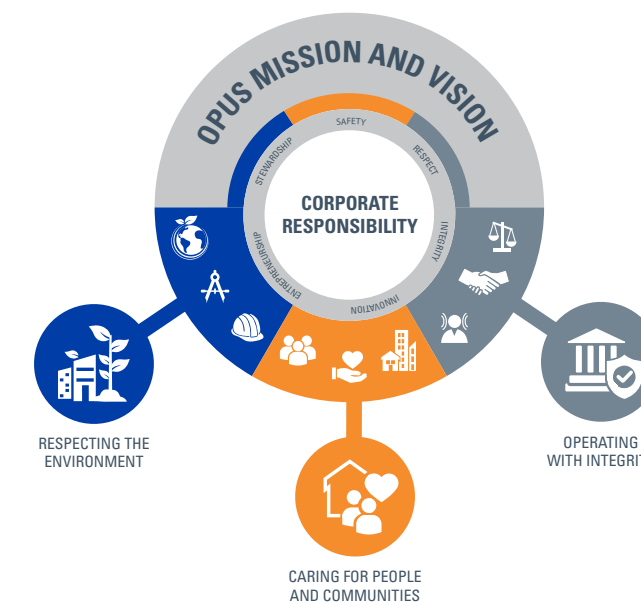 OPUS MISSION AND VISION
SAFETY
RESPECT
INTEGRITY
INNOVATION
ENTREPRENEURSHIP
STEWARDSHIP
CORPORATE
RESPONSIBILITY
RESPECTING THE
ENVIRONMENT
OPERATING
WITH INTEGRIT
CARING FOR PEOPLE
AND COMMUNITIES